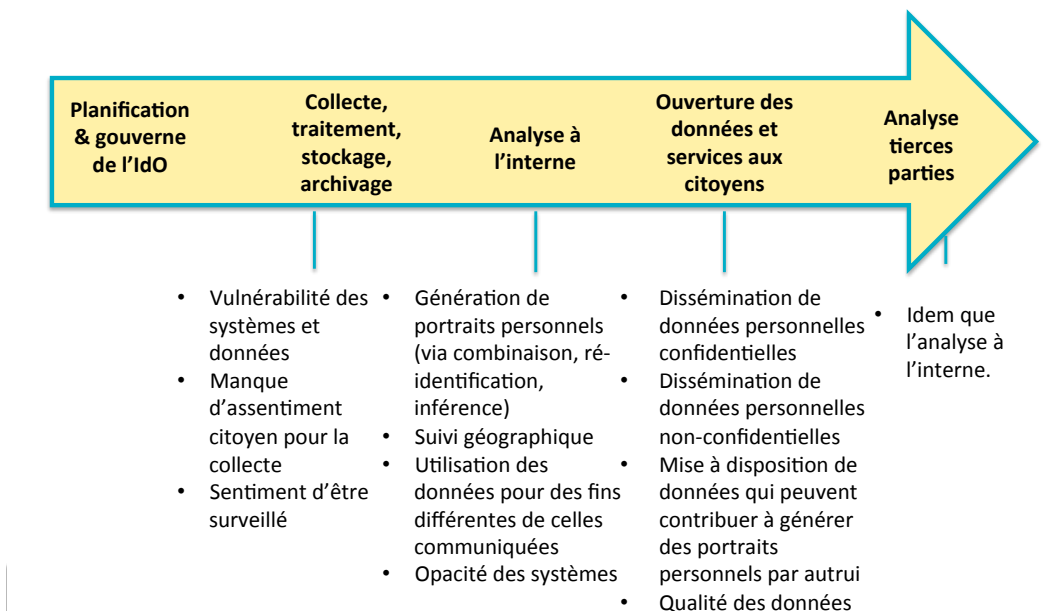 Planification
& gouverne
de l'IdO
Collecte,
traitement,
stockage,
archivage
Analyse à
l'interne
Ouverture des
données et
services aux
citoyens
Analyse
tierces
parties
• Vulnérabilité des
systèmes et
données
• Manque
d'assentiment
citoyen pour la
collecte
• Sentiment d'être
surveillé
• Génération de
portraits personnels
(via combinaison, ré-
identification,
inférence)
• Suivi géographique
• Utilisation des
données pour des fins
différentes de celles
communiquées
• Opacité des systèmes
• Dissémination de
données personnelles
confidentielles
• Dissémination de
données personnelles
non-confidentielles
• Mise à disposition de
données qui peuvent
contribuer à générer
des portraits
personnels par autrui
• Qualité des données
• Idem que
l'analyse à
l'interne.